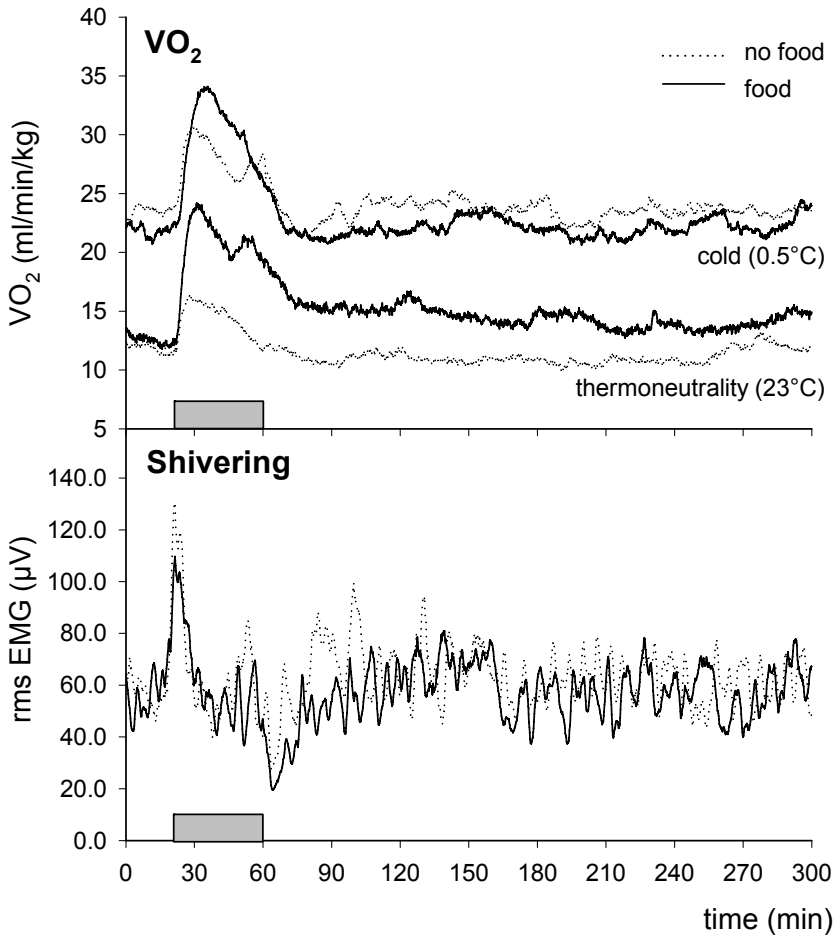 40
VO₂
no food
35
food
30
25
VO₂ (ml/min/kg)
20
cold (0.5°C)
15
10
thermoneutrality (23°C)
5
Shivering
140.0
120.0
100.0
rms EMG (µV)
80.0
60.0
40.0
20.0
0.0
0 30 60 90 120 150 180 210 240 270 300
time (min)